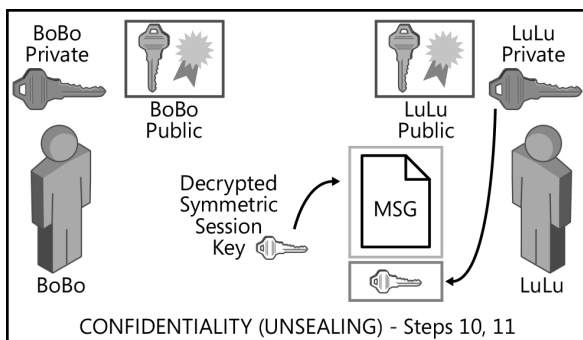 BoBo
Private
BoBo
Public
LuLu
Public
LuLu
Private
Decrypted
Symmetric
Session
Key
MSG
BoBo
LuLu
CONFIDENTIALITY (UNSEALING) - Steps 10, 11